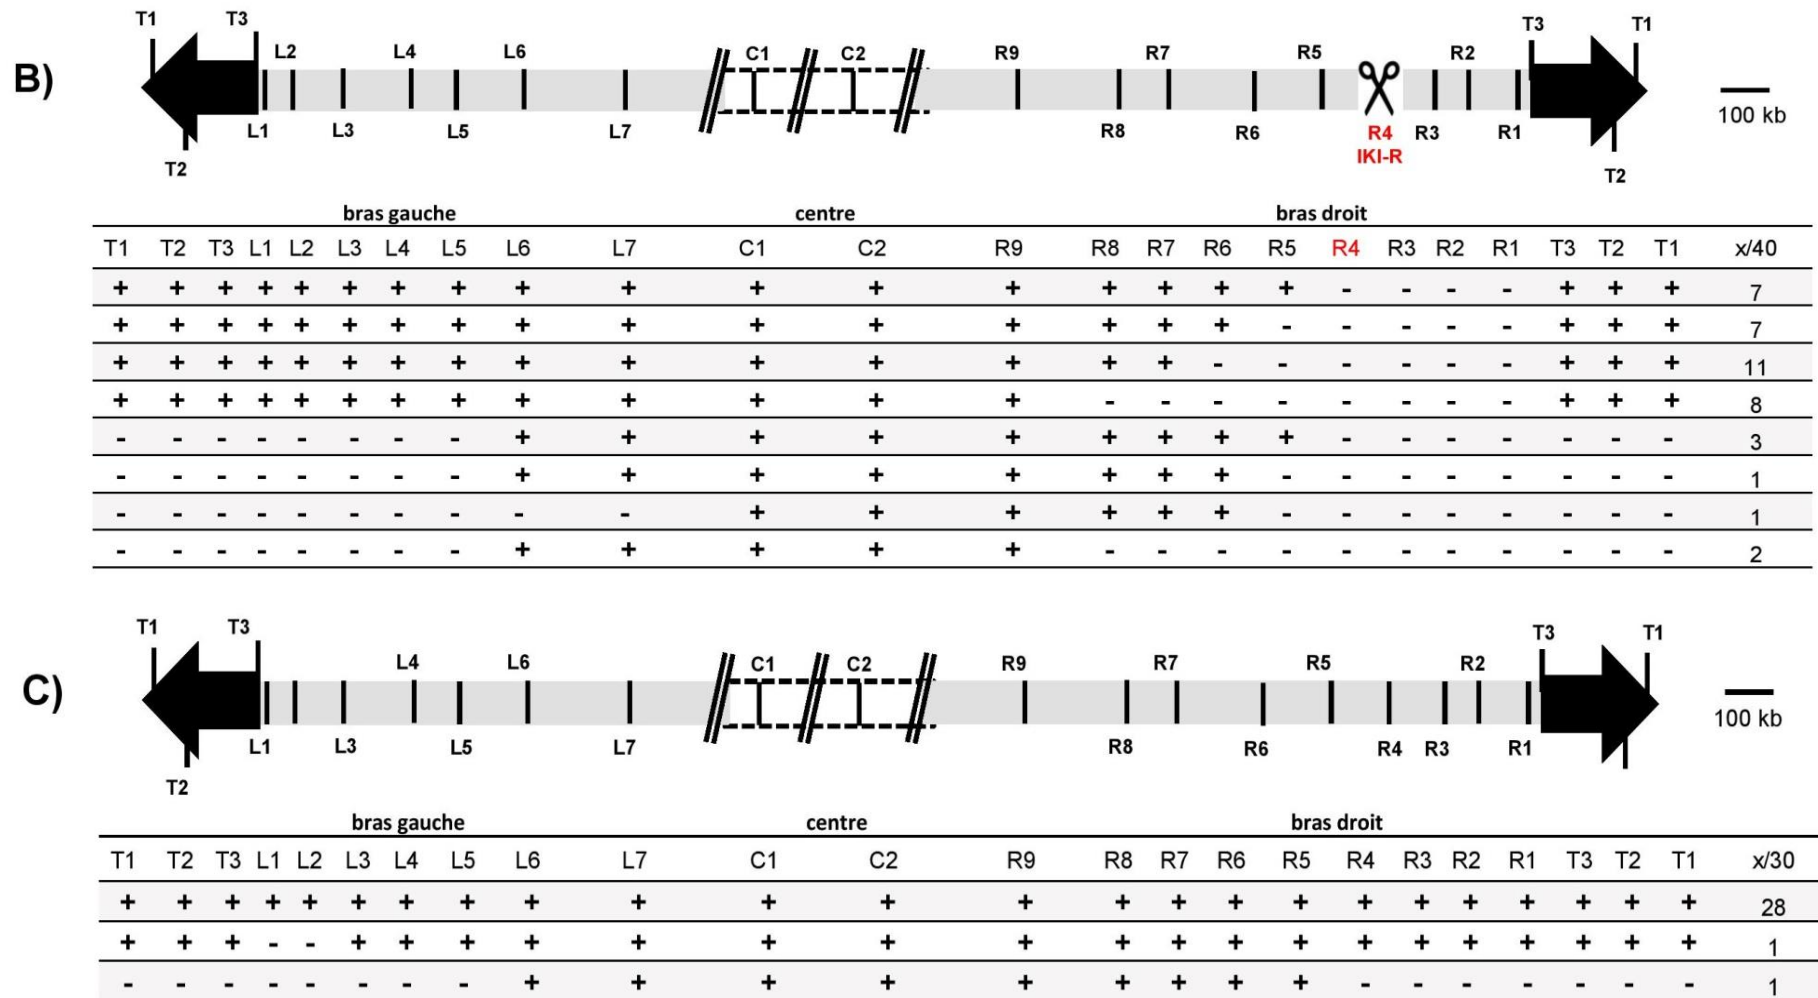 B)
T1 T3 L2 L4 L6 C1 C2 R9 R7 R5 R2 T3 T1
L1 L3 L5 L7 R8 R6 R4 R3 R1 100 kb
IKI-R
T2 T2
bras gauche centre bras droit
T1 T2 T3 L1 L2 L3 L4 L5 L6 L7 C1 C2 R9 R8 R7 R6 R5 R4 R3 R2 R1 T3 T2 T1 x/40
+ + + + + + + + + + + + + + + + + - - - - + + + 7
+ + + + + + + + + + + + + + + + - - - - - + + + 7
+ + + + + + + + + + + + + + + - - - - - - + + + 11
+ + + + + + + + + + + + + - - - - - - - - + + + 8
- - - - - - - - + + + + + + + + + - - - - - - - 3
- - - - - - - - + + + + + + + + - - - - - - - - 1
- - - - - - - - - - + + + + + + - - - - - - - - 1
- - - - - - - - + + + + + - - - - - - - - - - - 2
C)
T1 T3 L4 L6 C1 C2 R9 R7 R5 R2 T3 T1
L1 L3 L5 L7 R8 R6 R4 R3 R1 100 kb
T2
bras gauche centre bras droit
T1 T2 T3 L1 L2 L3 L4 L5 L6 L7 C1 C2 R9 R8 R7 R6 R5 R4 R3 R2 R1 T3 T2 T1 x/30
+ + + + + + + + + + + + + + + + + + + + + + + + 28
+ + + - - + + + + + + + + + + + + + + + + + + + 1
- - - - - - - - + + + + + + + + + - - - - - - - 1